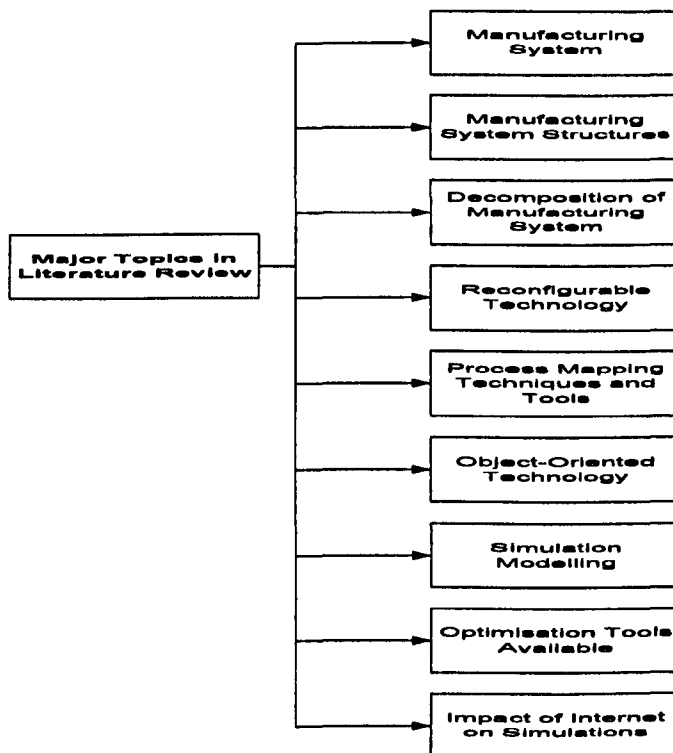 Manufacturing
System
Manufacturing
System Structures
Decomposition of
Manufacturing
System
Major Topics in
Literature Review
Reconfigurable
Technology
Process Mapping
Techniques and
Tools
Object-Oriented
Technology
Simulation
Modelling
Optimisation Tools
Available
Impact of Internet
on Simulations